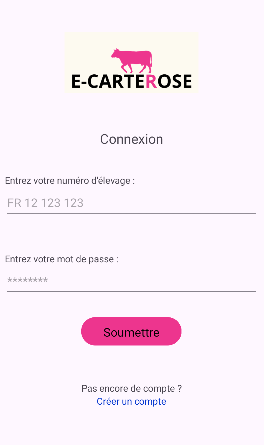 E-CARTEROSE
Connexion
Entrez votre numéro d'élevage :
FR 12 123 123
Entrez votre mot de passe :
********
Soumettre
Pas encore de compte ?
Créer un compte